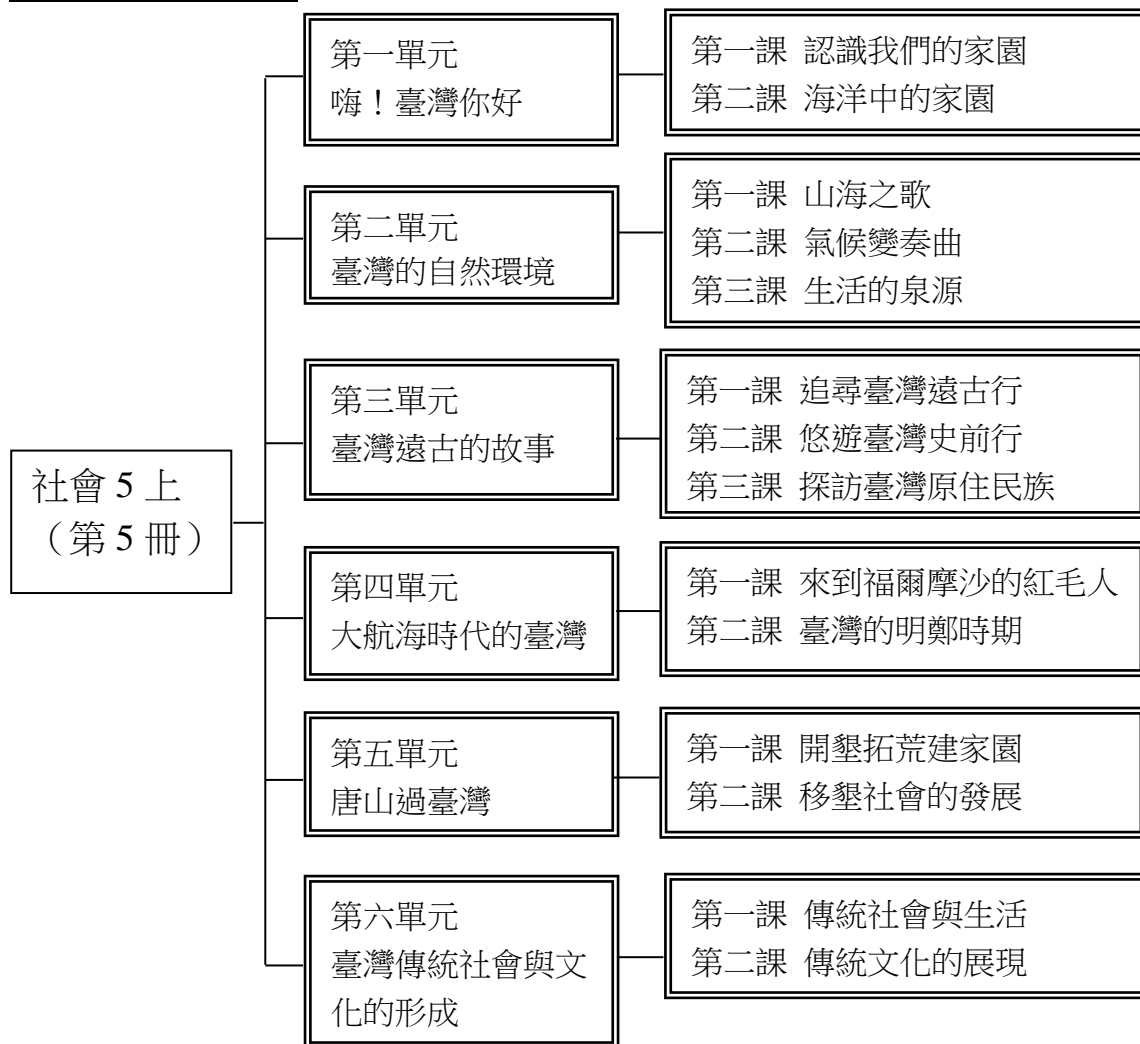 社會 5 上
（第 5 冊）
第一單元
嗨！臺灣你好
第一課 認識我們的家園
第二課 海洋中的家園
第二單元
臺灣的自然環境
第一課 山海之歌
第二課 氣候變奏曲
第三課 生活的泉源
第三單元
臺灣遠古的故事
第一課 追尋臺灣遠古行
第二課 悠遊臺灣史前行
第三課 探訪臺灣原住民族
第四單元
大航海時代的臺灣
第一課 來到福爾摩沙的紅毛人
第二課 臺灣的明鄭時期
第五單元
唐山過臺灣
第一課 開墾拓荒建家園
第二課 移墾社會的發展
第六單元
臺灣傳統社會與文
化的形成
第一課 傳統社會與生活
第二課 傳統文化的展現